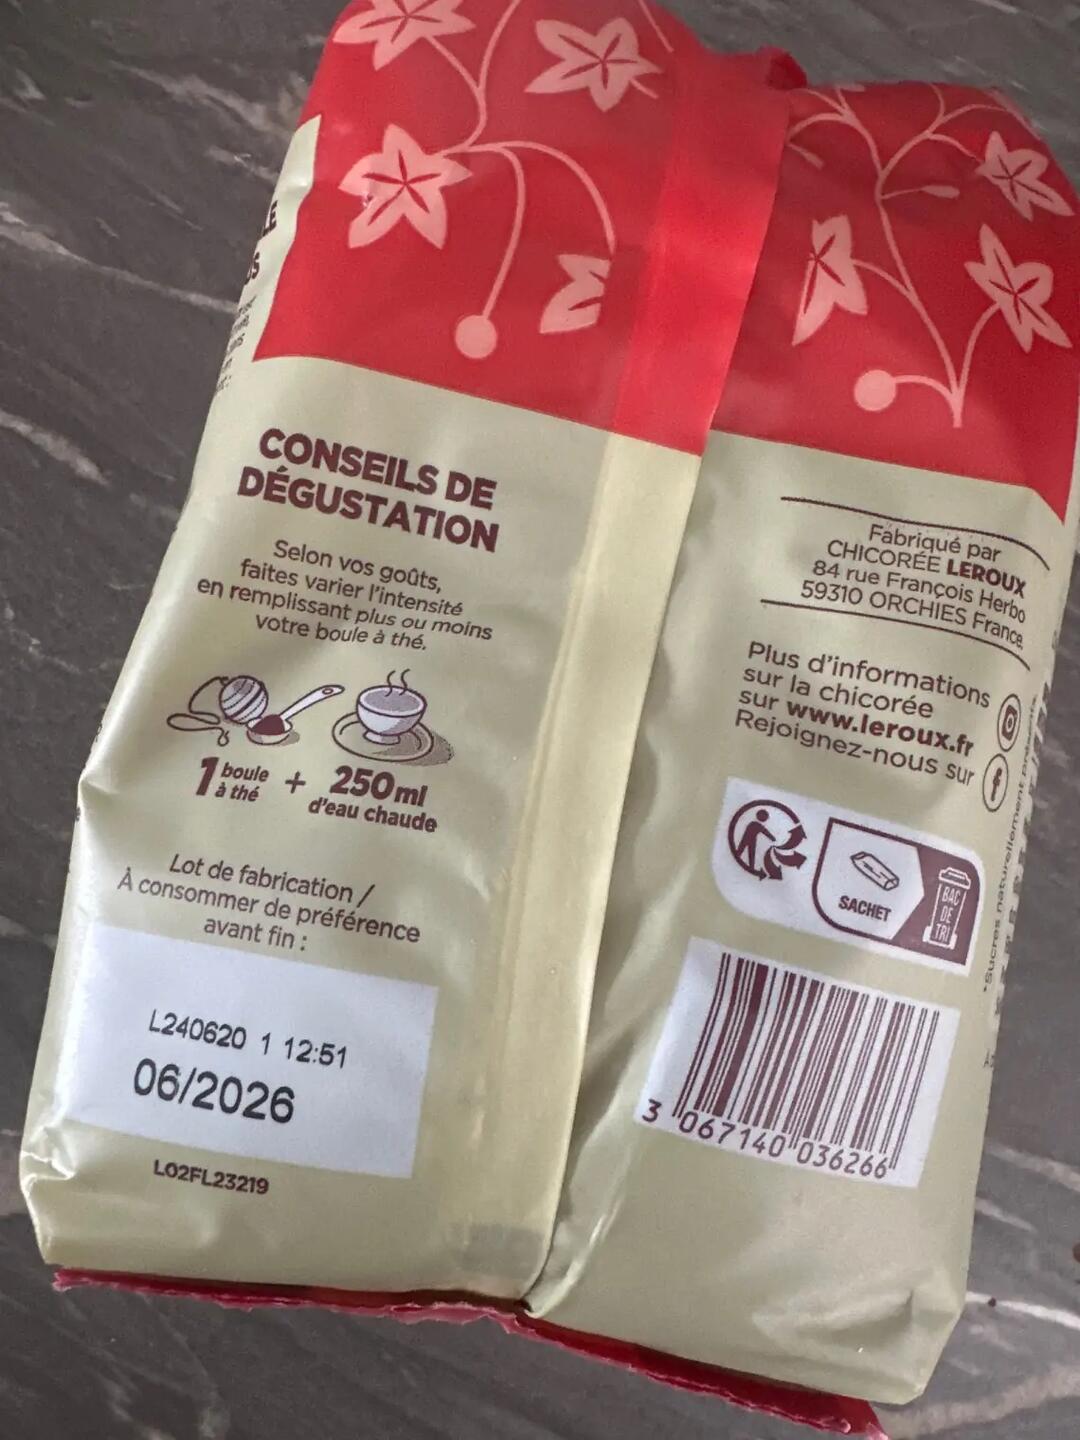 CONSEILS DE
DÉGUSTATION
Selon vos goûts,
faites varier l'intensité
en remplissant plus ou moins
votre boule à thé.
1 boule
à thé
+
250ml
d'eau chaude
Lot de fabrication /
À consommer de préférence
avant fin :
L240620 1 12:51
06/2026
LO2FL23219
Fabriqué par
CHICORÉE LEROUX
84 rue François Herbo
59310 ORCHIES France
Plus d'informations
sur la chicorée
sur www.leroux.fr
Rejoignez-nous sur
f
SACHET
BAC
DE
TRI
3 067140 036266
*Sucres naturellement présents